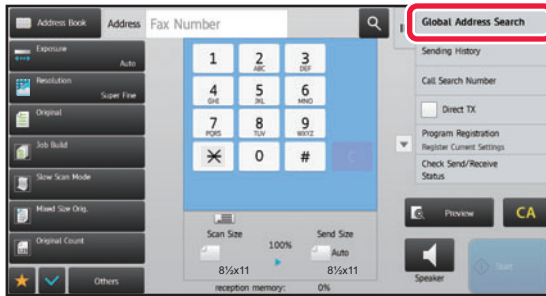 Address Book
Address
Fax Number
Exposure
Auto
Resolution
Super Fine
Original
Job Build
Slow Scan Mode
Mixed Size Orig.
Original Count
Others
1
2
ABC
3
DEF
4
GHI
5
JKL
6
MNO
7
PQRS
8
TUV
9
WXYZ
0
#
C
Scan Size
100%
Send Size
Auto
8½x11
8½x11
reception memory: 0%
Global Address Search
Sending History
Call Search Number
Direct TX
Program Registration
Register Current Settings
Check Send/Receive
Status
Preview
CA
Speaker
Start